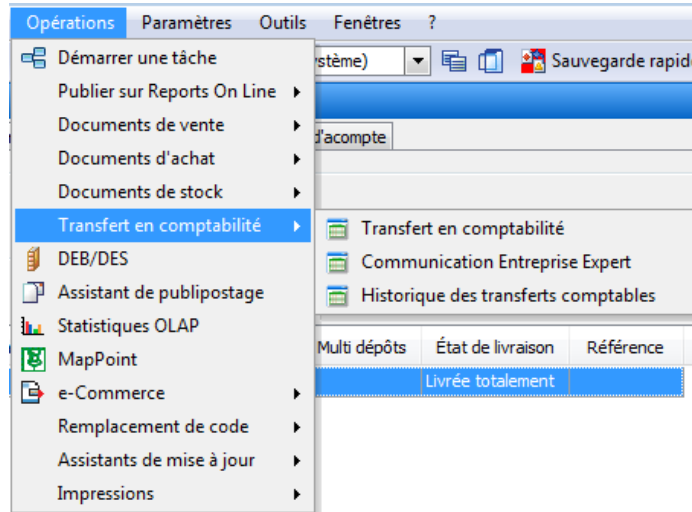 Opérations Paramètres Outils Fenêtres ?
Démarrer une tâche
stème) Sauvegarde rapid
Publier sur Reports On Line
Documents de vente
d'acompte
Documents d'achat
Documents de stock
Transfert en comptabilité
Transfert en comptabilité
Communication Entreprise Expert
Historique des transferts comptables
DEB/DES
Assistant de publipostage
Statistiques OLAP
MapPoint
e-Commerce
Remplacement de code
Assistants de mise à jour
Impressions
Multi dépôts État de livraison Référence
Livrée totalement